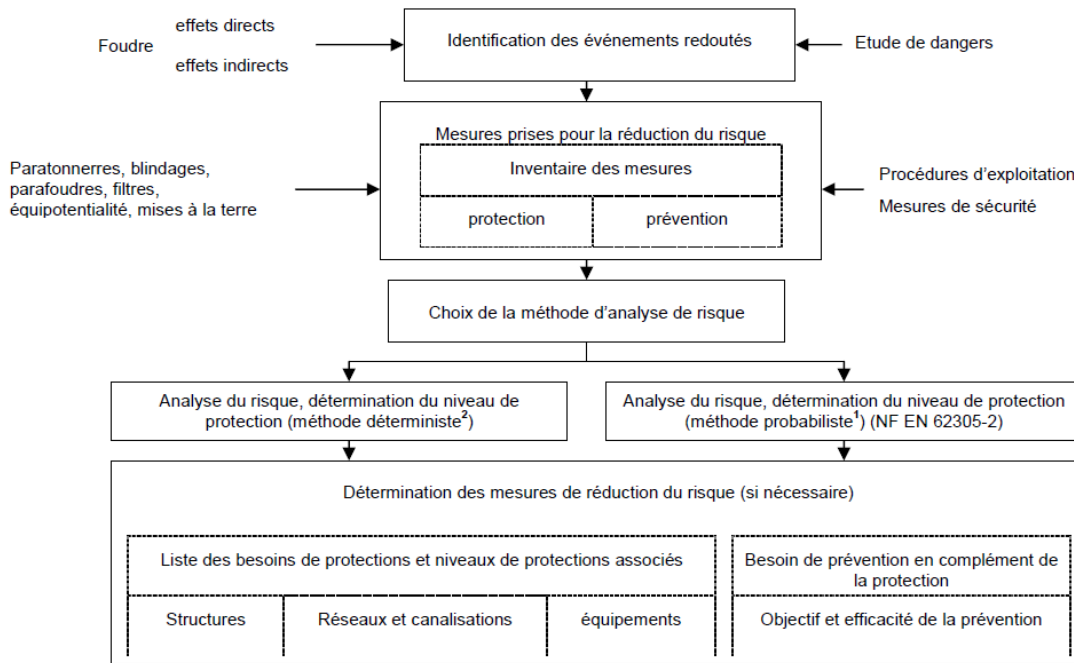 effets directs
Foudre
effets indirects
Identification des événements redoutés
Etude de dangers
Mesures prises pour la réduction du risque
Paratonnerres, blindages,
parafoudres, filtres,
équipotentialité, mises à la terre
Inventaire des mesures
protection
prévention
Procédures d'exploitation
Mesures de sécurité
Choix de la méthode d'analyse de risque
Analyse du risque, détermination du niveau de
protection (méthode déterministe²)
Analyse du risque, détermination du niveau de protection
(méthode probabiliste¹) (NF EN 62305-2)
Détermination des mesures de réduction du risque (si nécessaire)
Liste des besoins de protections et niveaux de protections associés
Structures
Réseaux et canalisations
équipements
Besoin de prévention en complément de
la protection
Objectif et efficacité de la prévention